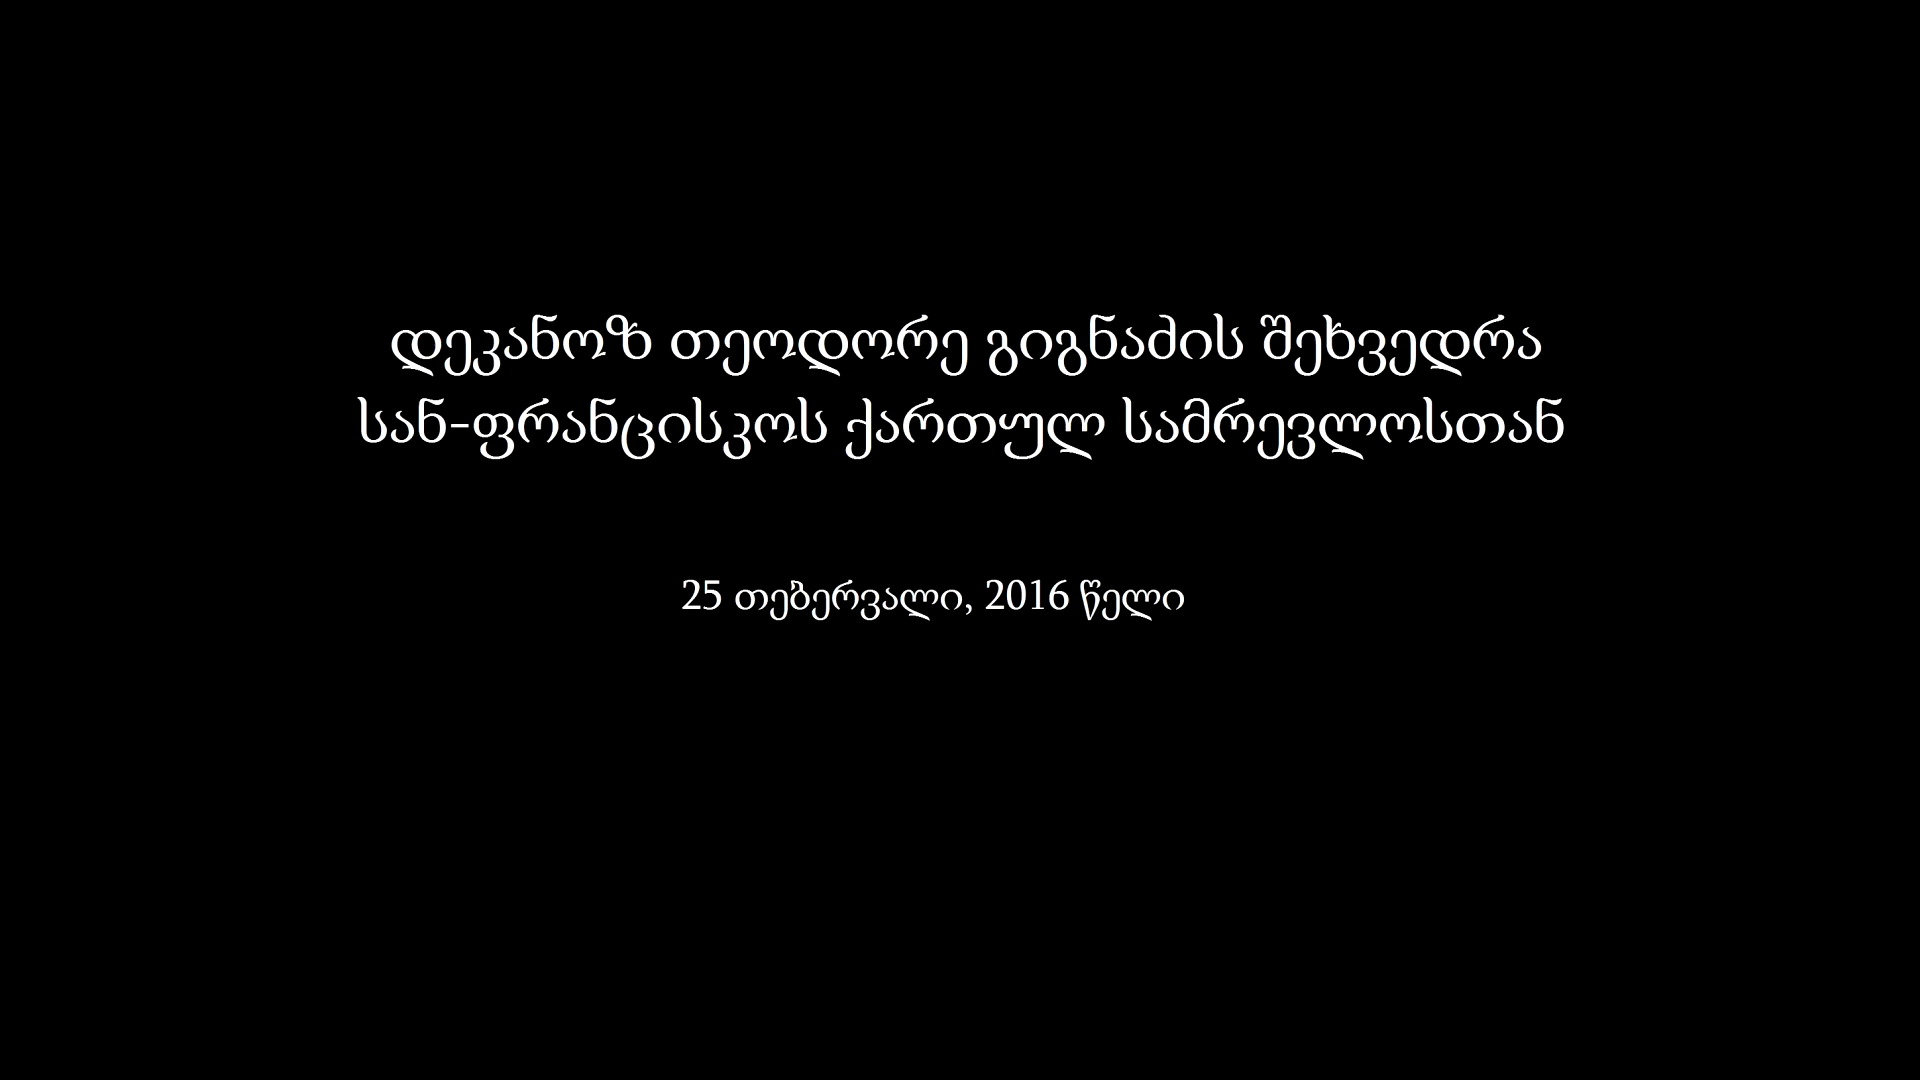 დეკანოზ თეოდორე გიგნაძის შეხვედრა
სან-ფრანცისკოს ქართულ სამრევლოსთან
25 თებერვალი, 2016 წელი